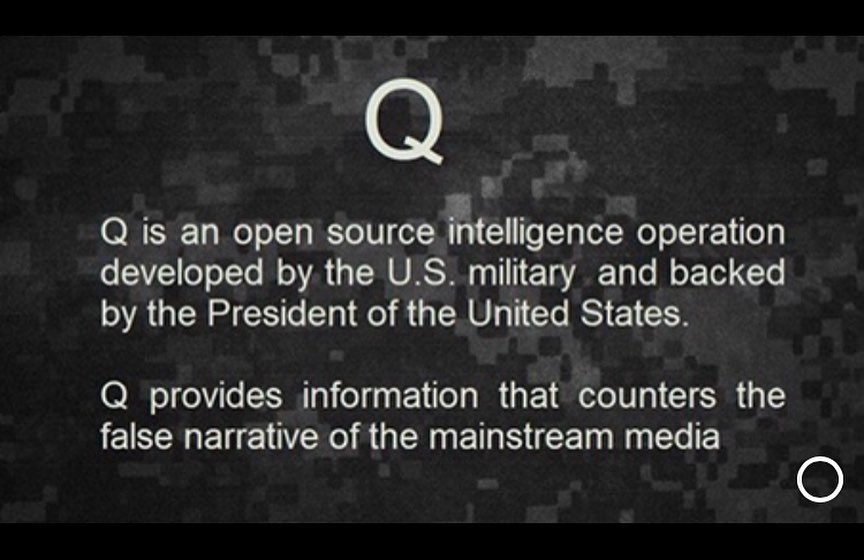 Q
Q is an open source intelligence operation
developed by the U.S. military and backed
by the President of the United States.
Q provides information that counters the
false narrative of the mainstream media